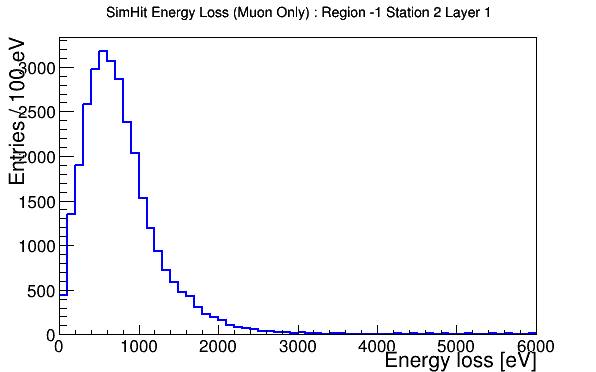 SimHit Energy Loss (Muon Only) : Region -1 Station 2 Layer 1
Entries / 100 eV
3000
2500
2000
1500
1000
500
0
0 1000 2000 3000 4000 5000 6000
Energy loss [eV]